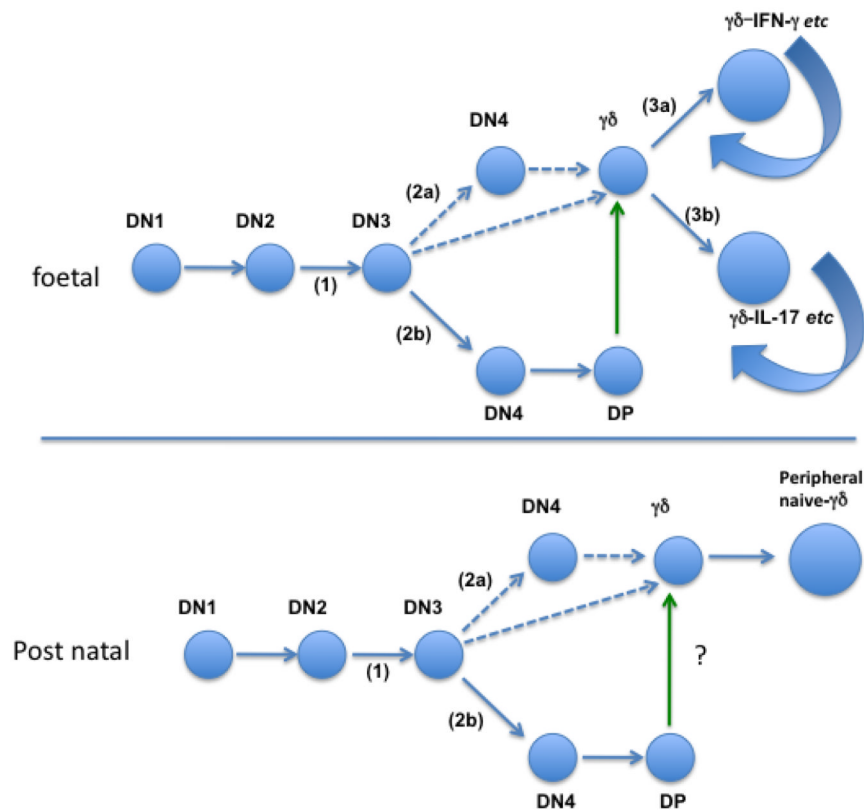 γδ–IFN-γ etc
(3a)
DN4
γδ
(2a)
(3b)
DN1
DN2
DN3
foetal
(1)
γδ-IL-17 etc
(2b)
DN4
DP
Peripheral
naive-γδ
DN4
γδ
(2a)
DN1
DN2
DN3
Post natal
(1)
?
(2b)
DN4
DP